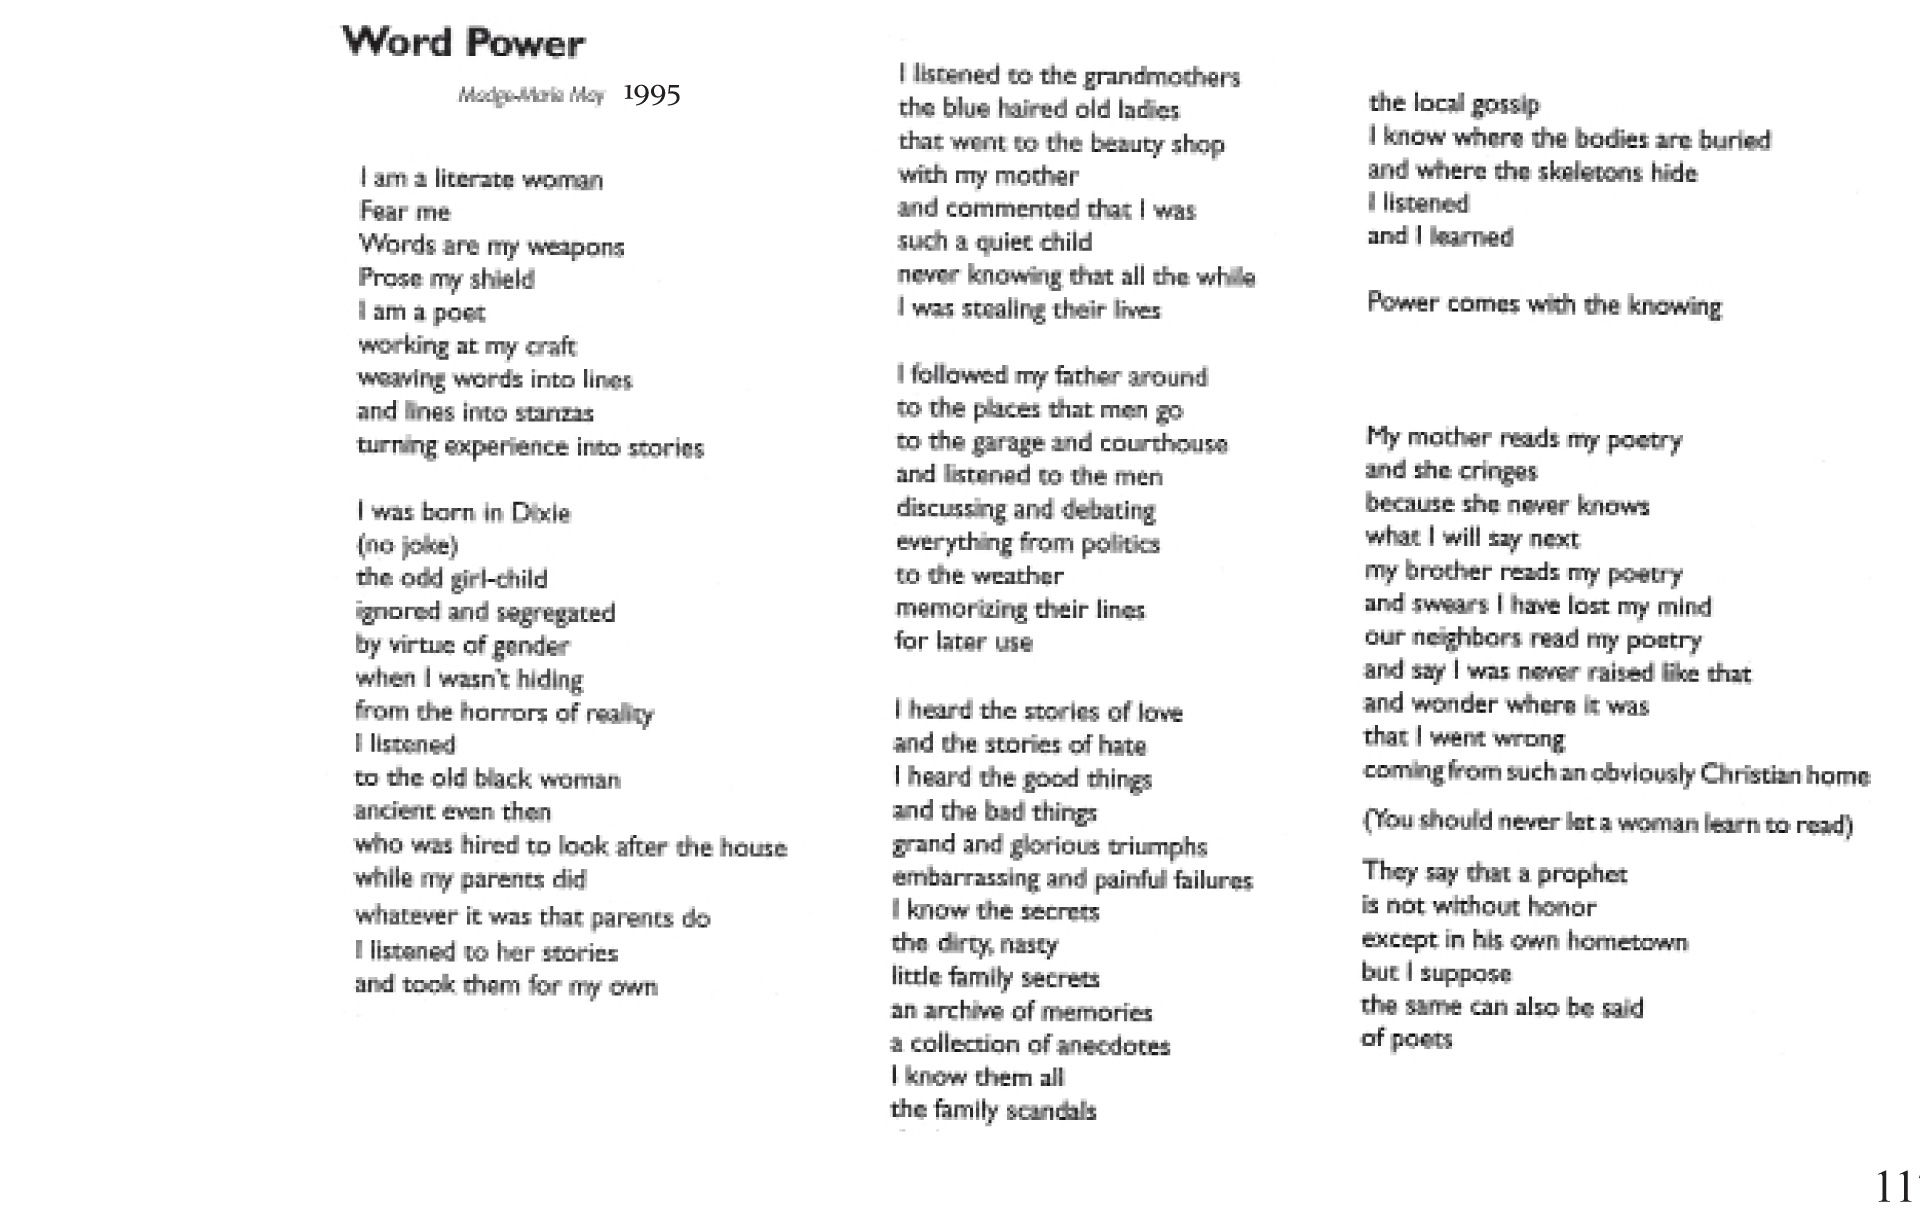 Word Power
Madge-Marie May 1995
I am a literate woman
Fear me
Words are my weapons
Prose my shield
I am a poet
working at my craft
weaving words into lines
and lines into stanzas
turning experience into stories
I was born in Dixie
(no joke)
the odd girl-child
ignored and segregated
by virtue of gender
when I wasn't hiding
from the horrors of reality
I listened
to the old black woman
ancient even then
who was hired to look after the house
while my parents did
whatever it was that parents do
I listened to her stories
and took them for my own
I listened to the grandmothers
the blue haired old ladies
that went to the beauty shop
with my mother
and commented that I was
such a quiet child
never knowing that all the while
I was stealing their lives
I followed my father around
to the places that men go
to the garage and courthouse
and listened to the men
discussing and debating
everything from politics
to the weather
memorizing their lines
for later use
I heard the stories of love
and the stories of hate
I heard the good things
and the bad things
grand and glorious triumphs
embarrassing and painful failures
I know the secrets
the dirty, nasty
little family secrets
an archive of memories
a collection of anecdotes
I know them all
the family scandals
the local gossip
I know where the bodies are buried
and where the skeletons hide
I listened
and I learned
Power comes with the knowing
My mother reads my poetry
and she cringes
because she never knows
what I will say next
my brother reads my poetry
and swears I have lost my mind
our neighbors read my poetry
and say I was never raised like that
and wonder where it was
that I went wrong
coming from such an obviously Christian home
(You should never let a woman learn to read)
They say that a prophet
is not without honor
except in his own hometown
but I suppose
the same can also be said
of poets